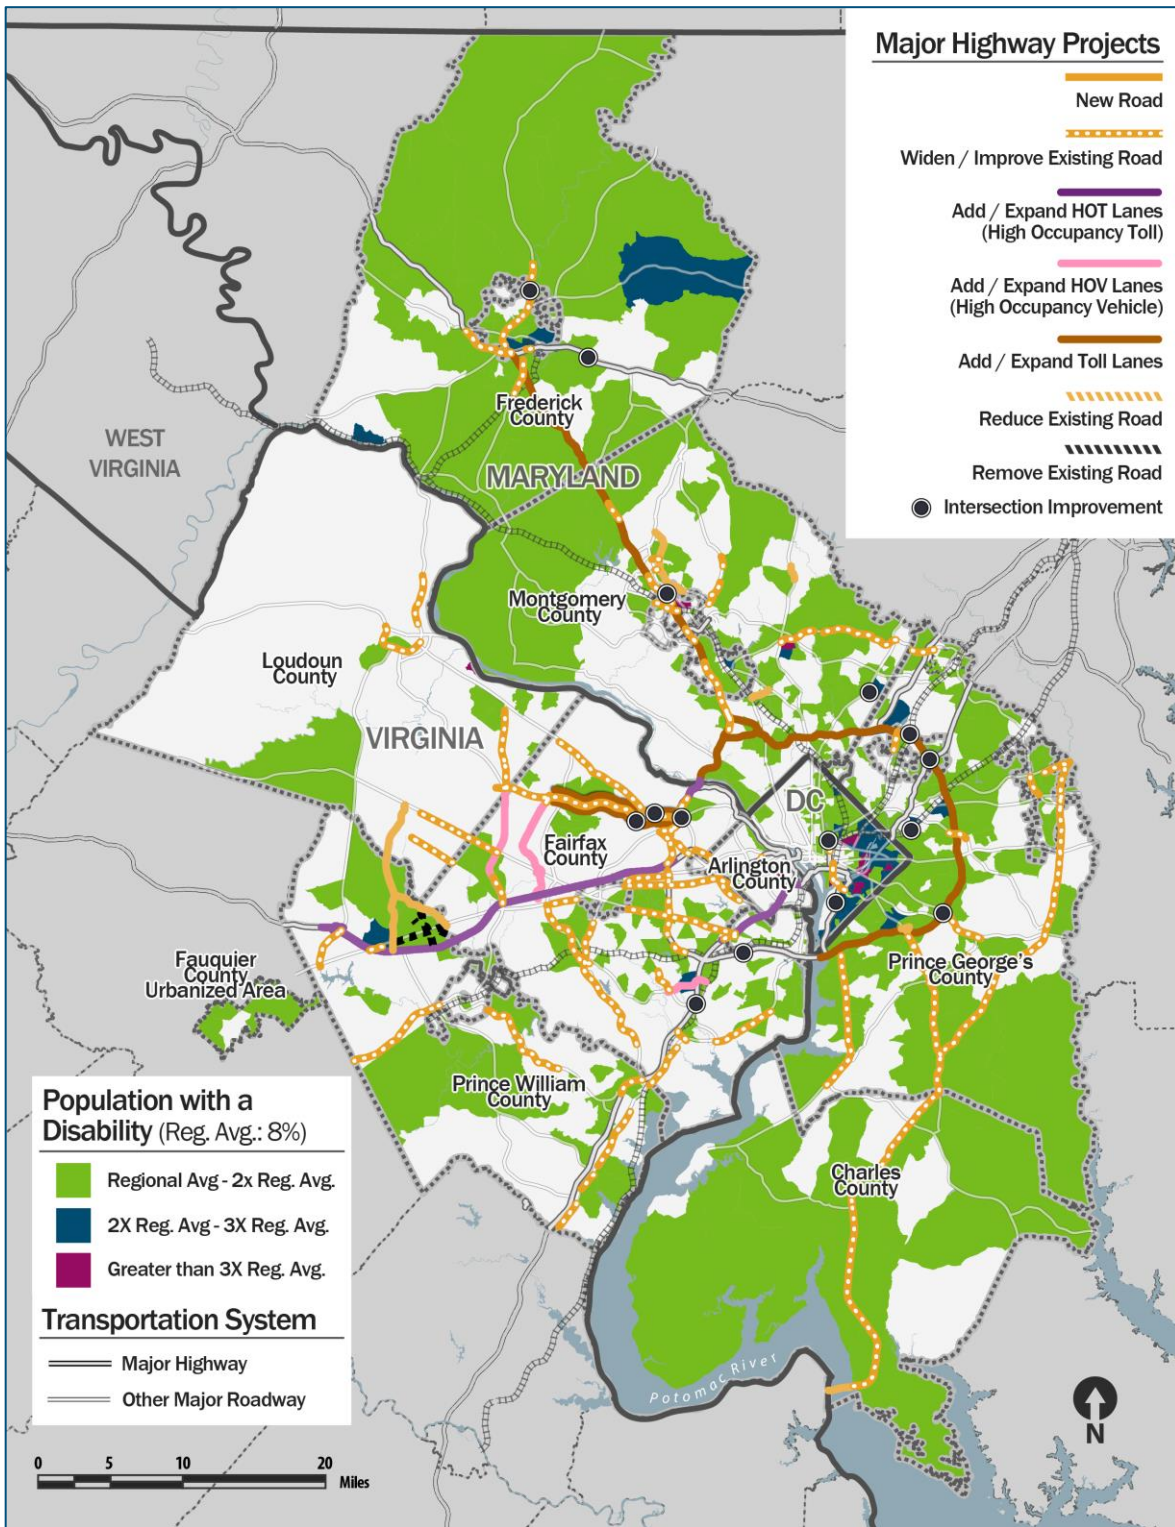 Major Highway Projects
New Road
Widen / Improve Existing Road
Add / Expand HOT Lanes
(High Occupancy Toll)
Add / Expand HOV Lanes
(High Occupancy Vehicle)
Add / Expand Toll Lanes
Reduce Existing Road
Remove Existing Road
Intersection Improvement
Frederick
County
WEST
VIRGINIA
MARYLAND
Montgomery
County
Loudoun
County
VIRGINIA
DC
Fairfax
County
Arlington
County
Fauquier
County
Urbanized Area
Prince George's
County
Prince William
County
Charles
County
Potomac River
Population with a
Disability (Reg. Avg.: 8%)
Regional Avg - 2x Reg. Avg.
2X Reg. Avg - 3X Reg. Avg.
Greater than 3X Reg. Avg.
Transportation System
Major Highway
Other Major Roadway
0 5 10 20
Miles
N